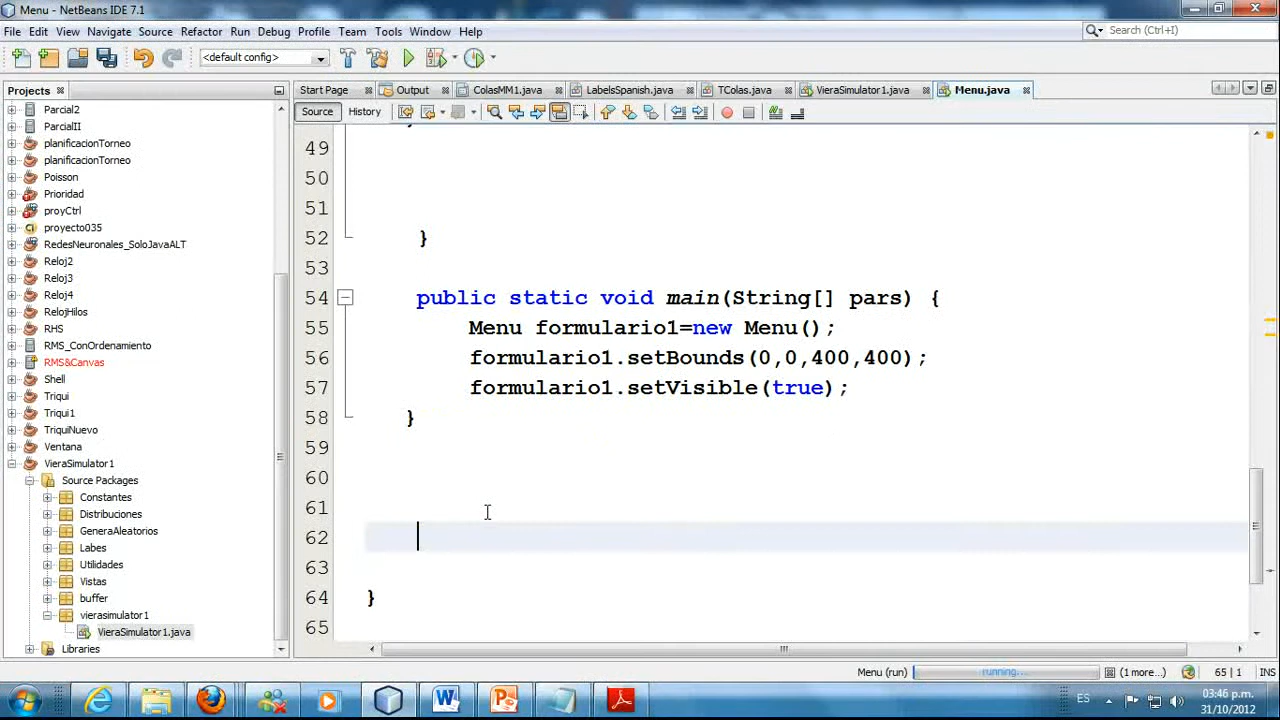 Menu - NetBeans IDE 7.1
File Edit View Navigate Source Refactor Run Debug Profile Team Tools Window Help
Search (Ctrl+I)
<default config>
Projects
Start Page Output ColasMM1.java LabelsSpanish.java TColas.java VieraSimulator1.java Menu.java
Source History
Parcial2
ParcialII
planificacionTorneo
planificacionTorneo
Poisson
Prioridad
proyCtrl
proyecto035
RedesNeuronales_SoloJavaALT
Reloj2
Reloj3
Reloj4
RelojHilos
RHS
RMS_ConOrdenamiento
RMS&Canvas
Shell
Triqui
Triqui1
TriquiNuevo
Ventana
VieraSimulator1
Source Packages
Constantes
Distribuciones
GeneraAleatorios
Labes
Utilidades
Vistas
buffer
vierasimulator1
VieraSimulator1.java
Libraries
49
50
51
52 }
53
54 public static void main(String[] pars) {
55 Menu formulario1=new Menu();
56 formulario1.setBounds(0,0,400,400);
57 formulario1.setVisible(true);
58 }
59
60
61
62
63
64 }
65
Menu (run) running... (1 more...) 65 | 1 INS
ES 03:46 p.m.
31/10/2012